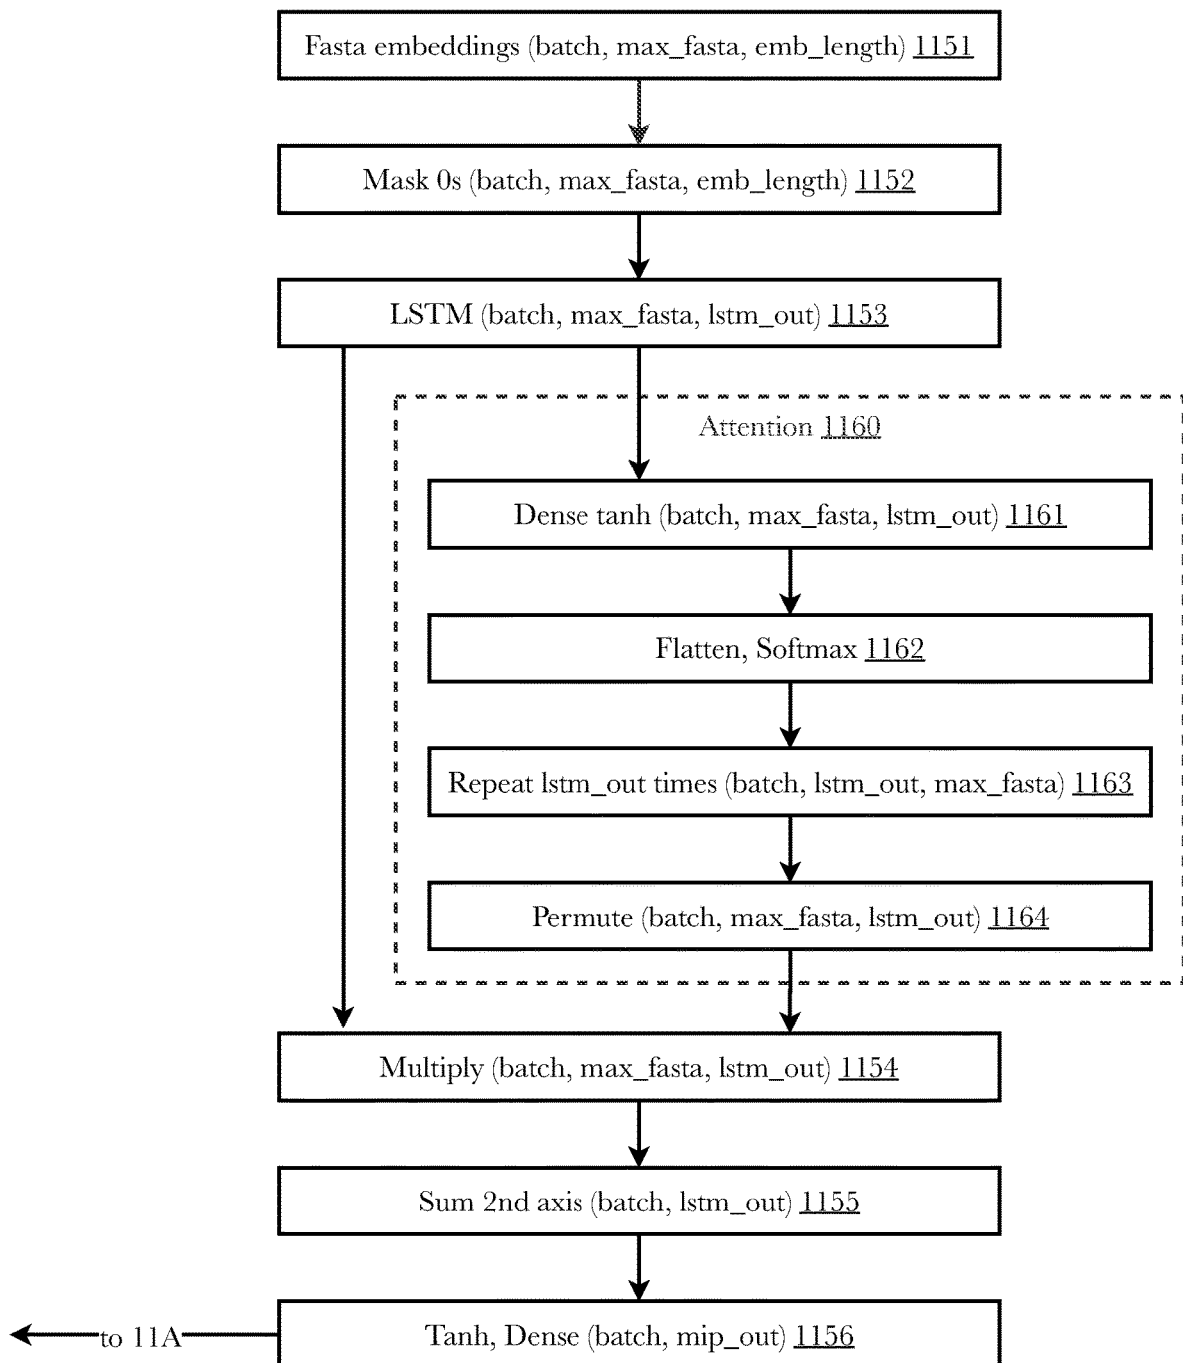 Fasta embeddings (batch, max_fasta, emb_length) 1151
Mask 0s (batch, max_fasta, emb_length) 1152
LSTM (batch, max_fasta, lstm_out) 1153
Attention 1160
Dense tanh (batch, max_fasta, lstm_out) 1161
Flatten, Softmax 1162
Repeat lstm_out times (batch, lstm_out, max_fasta) 1163
Permute (batch, max_fasta, lstm_out) 1164
Multiply (batch, max_fasta, lstm_out) 1154
Sum 2nd axis (batch, lstm_out) 1155
to 11A
Tanh, Dense (batch, mip_out) 1156